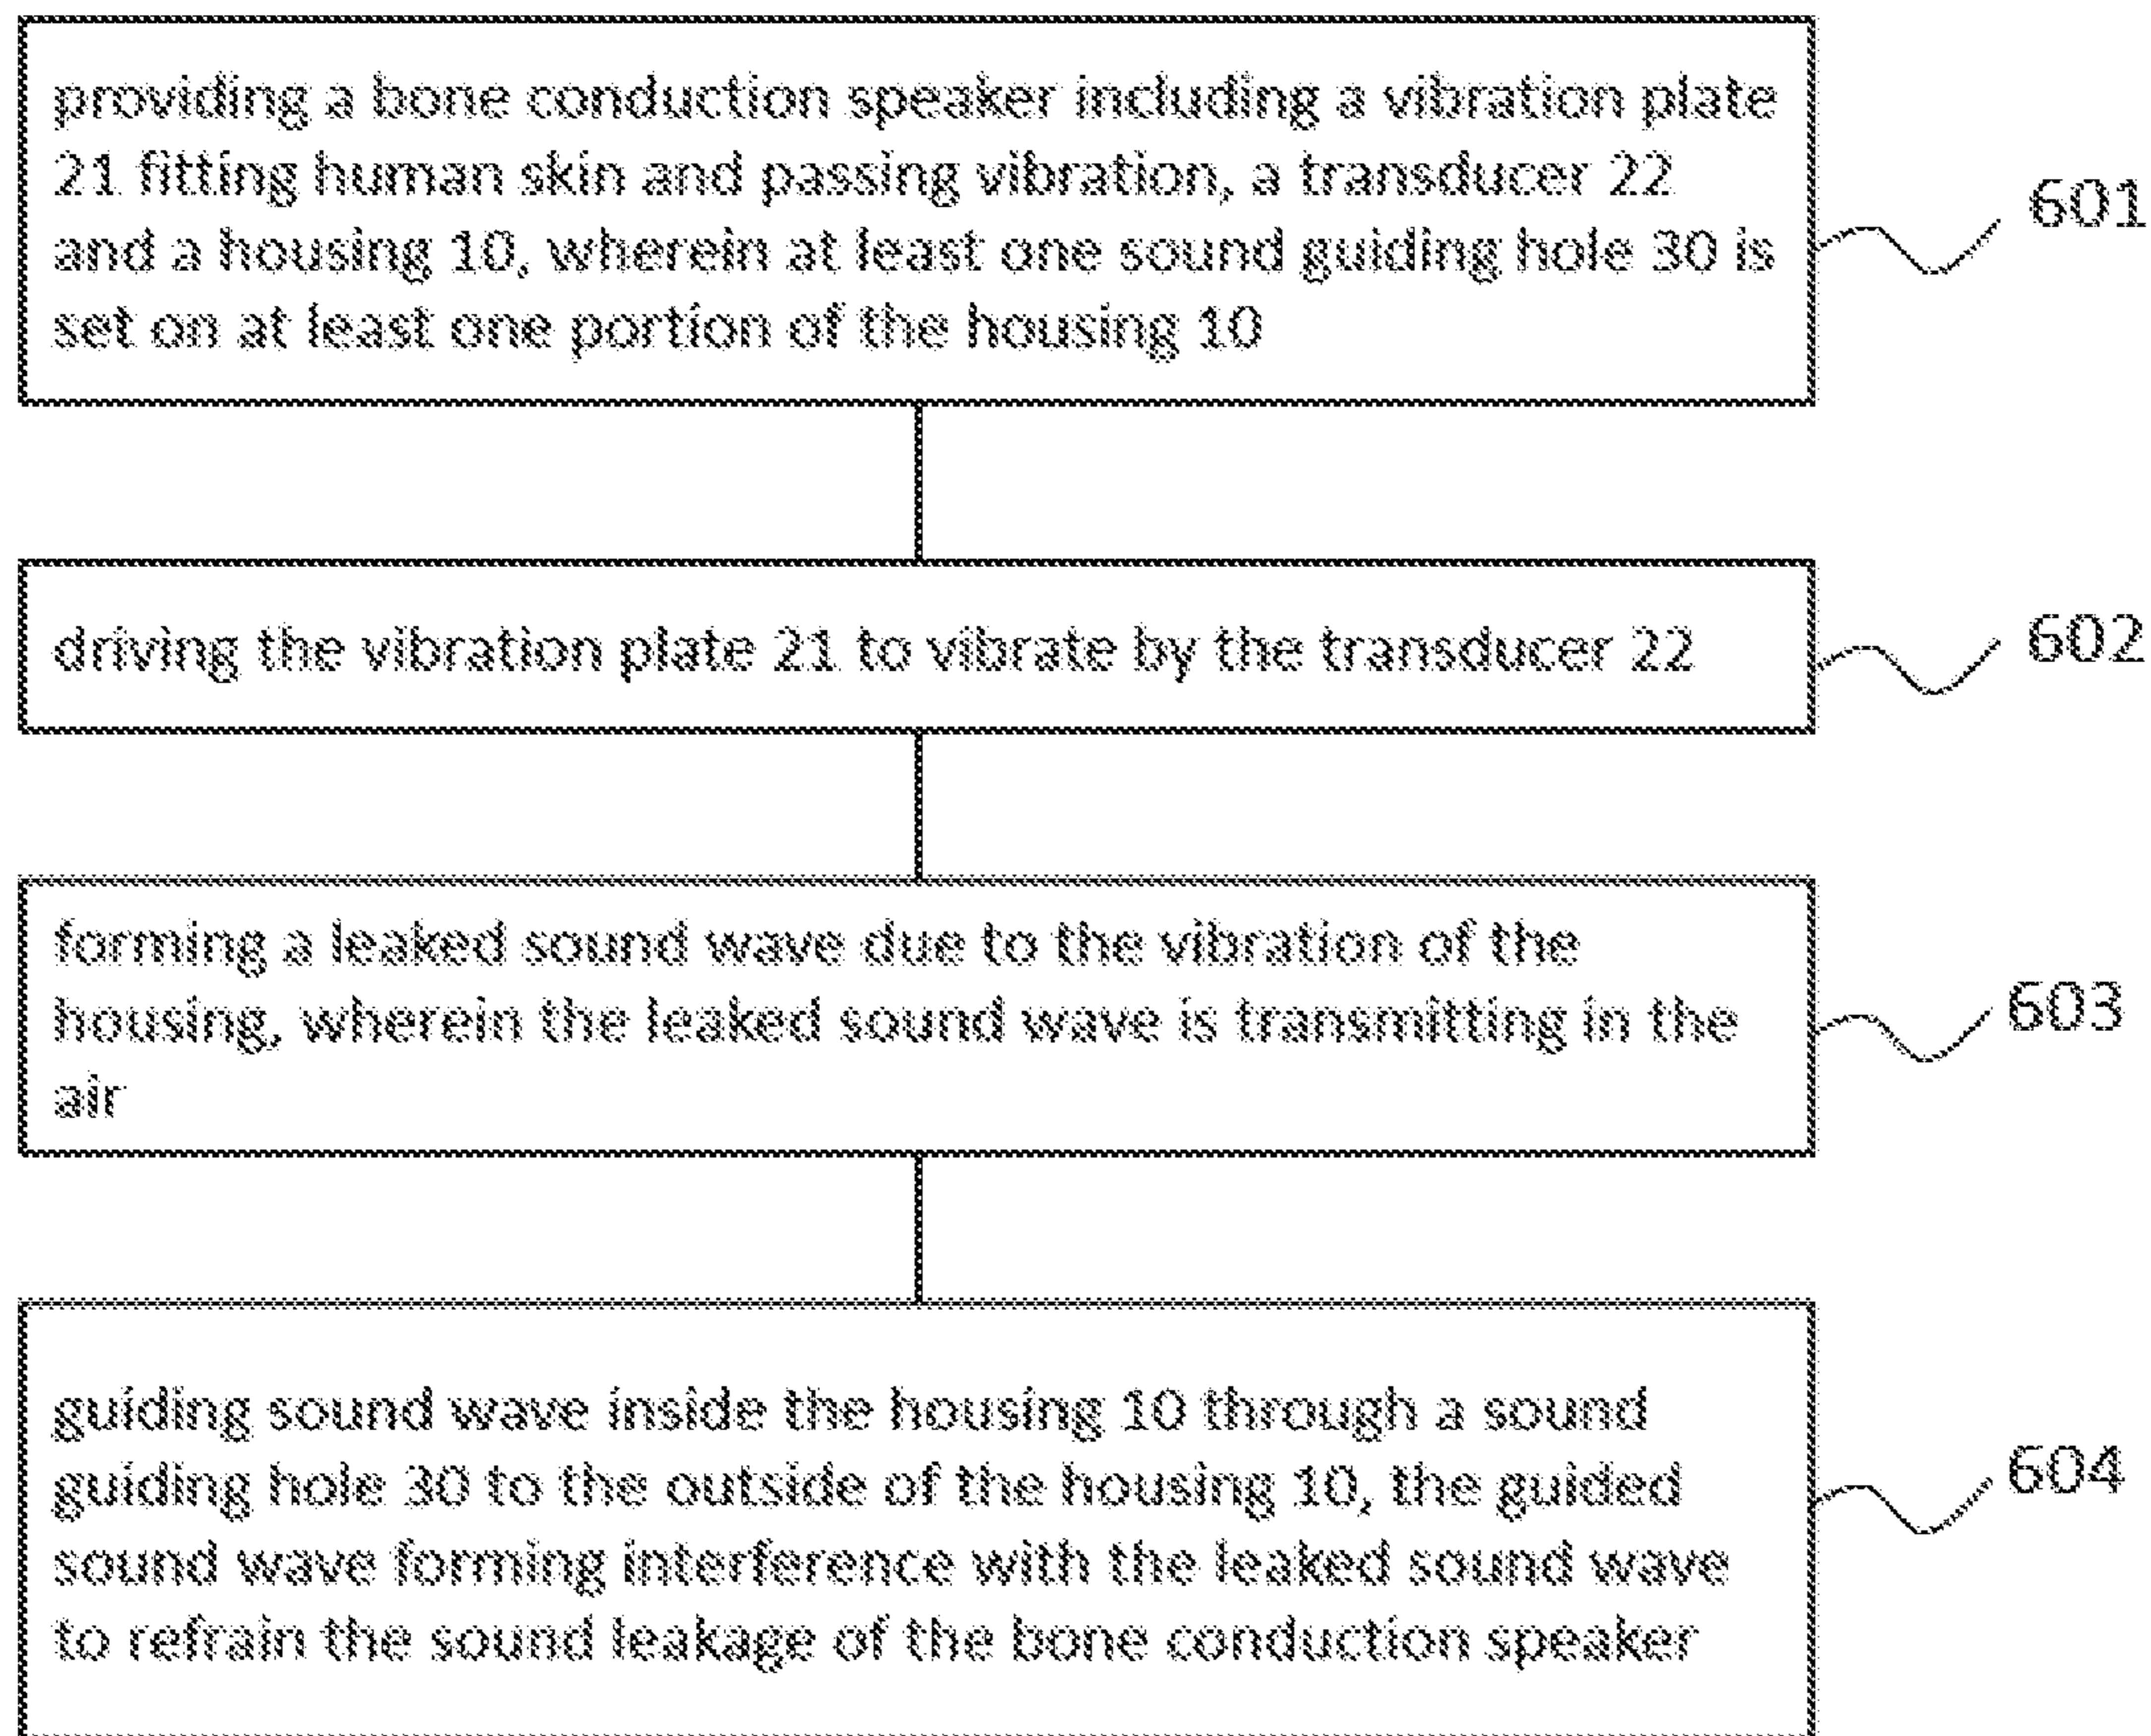 providing a bone conduction speaker including a vibration plate
21 fitting human skin and passing vibration, a transducer 22
and a housing 10, wherein at least one sound guiding hole 30 is
set on at least one portion of the housing 10
601
driving the vibration plate 21 to vibrate by the transducer 22
602
forming a leaked sound wave due to the vibration of the
housing, wherein the leaked sound wave is transmitting in the
air
603
guiding sound wave inside the housing 10 through a sound
guiding hole 30 to the outside of the housing 10, the guided
sound wave forming interference with the leaked sound wave
to refrain the sound leakage of the bone conduction speaker
604